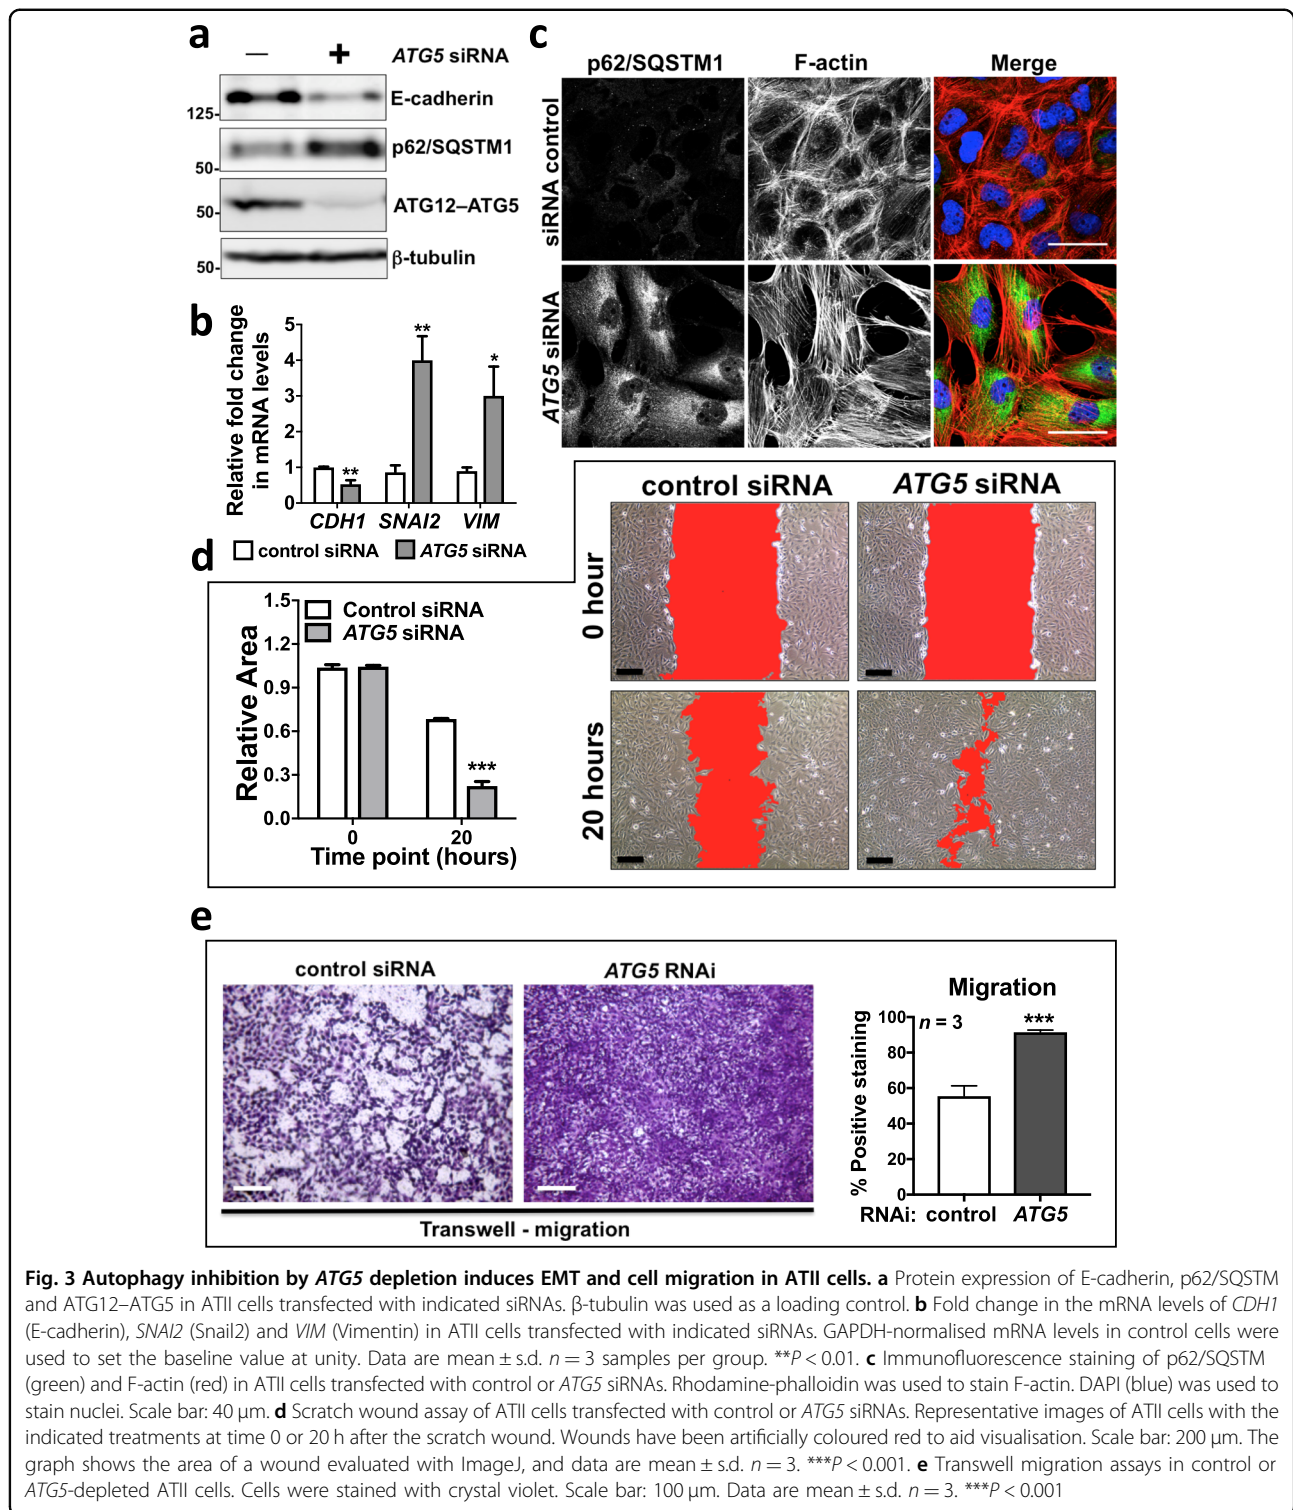 a
— + ATG5 siRNA
E-cadherin
125-
p62/SQSTM1
50-
ATG12–ATG5
50-
β-tubulin
50-
b
Relative fold change
in mRNA levels
5
4
3
2
1
0
**
**
*
CDH1 SNAI2 VIM
control siRNA ATG5 siRNA
c
p62/SQSTM1 F-actin Merge
siRNA control
ATG5 siRNA
d
Relative Area
1.5
1.2
0.9
0.6
0.3
0.0
Control siRNA
ATG5 siRNA
***
0 20
Time point (hours)
control siRNA ATG5 siRNA
0 hour
20 hours
e
control siRNA ATG5 RNAi
Transwell - migration
Migration
% Positive staining
100
80
60
40
20
0
n = 3
***
RNAi: control ATG5
Fig. 3 Autophagy inhibition by ATG5 depletion induces EMT and cell migration in ATII cells. a Protein expression of E-cadherin, p62/SQSTM
and ATG12–ATG5 in ATII cells transfected with indicated siRNAs. β-tubulin was used as a loading control. b Fold change in the mRNA levels of CDH1
(E-cadherin), SNAI2 (Snail2) and VIM (Vimentin) in ATII cells transfected with indicated siRNAs. GAPDH-normalised mRNA levels in control cells were
used to set the baseline value at unity. Data are mean ± s.d. n = 3 samples per group. **P < 0.01. c Immunofluorescence staining of p62/SQSTM
(green) and F-actin (red) in ATII cells transfected with control or ATG5 siRNAs. Rhodamine-phalloidin was used to stain F-actin. DAPI (blue) was used to
stain nuclei. Scale bar: 40 μm. d Scratch wound assay of ATII cells transfected with control or ATG5 siRNAs. Representative images of ATII cells with the
indicated treatments at time 0 or 20 h after the scratch wound. Wounds have been artificially coloured red to aid visualisation. Scale bar: 200 μm. The
graph shows the area of a wound evaluated with ImageJ, and data are mean ± s.d. n = 3. ***P < 0.001. e Transwell migration assays in control or
ATG5-depleted ATII cells. Cells were stained with crystal violet. Scale bar: 100 μm. Data are mean ± s.d. n = 3. ***P < 0.001